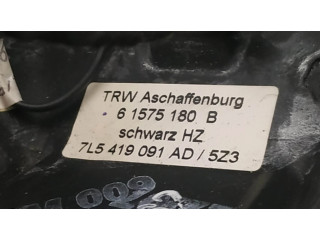 TRW Aschaffenburg
6 1575 180 B
schwarz HZ
7L5 419 091 AD / 5Z3